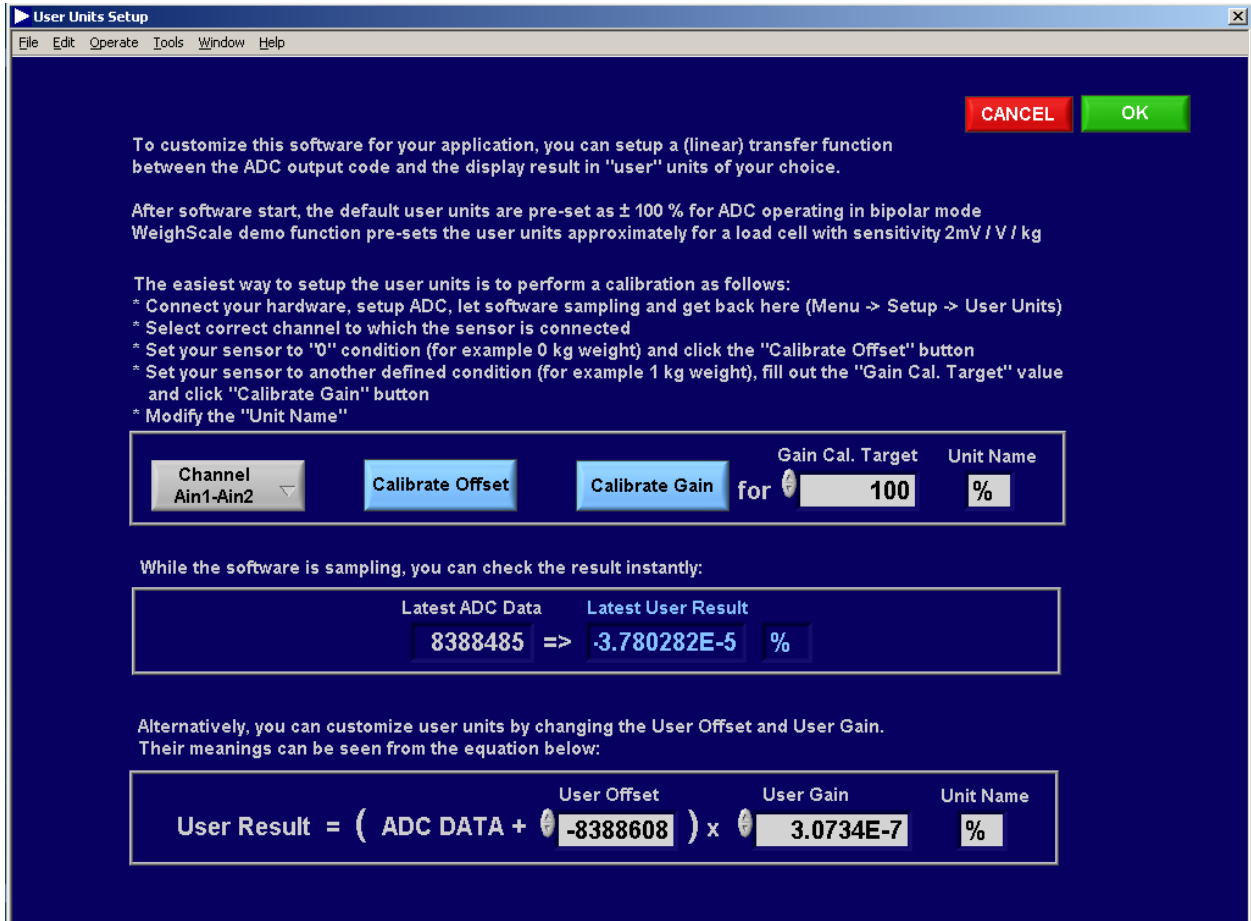 User Units Setup
File Edit Operate Tools Window Help
CANCEL OK
To customize this software for your application, you can setup a (linear) transfer function
between the ADC output code and the display result in "user" units of your choice.
After software start, the default user units are pre-set as ± 100 % for ADC operating in bipolar mode
WeighScale demo function pre-sets the user units approximately for a load cell with sensitivity 2mV / V / kg
The easiest way to setup the user units is to perform a calibration as follows:
* Connect your hardware, setup ADC, let software sampling and get back here (Menu -> Setup -> User Units)
* Select correct channel to which the sensor is connected
* Set your sensor to "0" condition (for example 0 kg weight) and click the "Calibrate Offset" button
* Set your sensor to another defined condition (for example 1 kg weight), fill out the "Gain Cal. Target" value
and click "Calibrate Gain" button
* Modify the "Unit Name"
Gain Cal. Target Unit Name
Channel
Ain1-Ain2
Calibrate Offset Calibrate Gain for 100 %
While the software is sampling, you can check the result instantly:
Latest ADC Data Latest User Result
8388485 => -3.780282E-5 %
Alternatively, you can customize user units by changing the User Offset and User Gain.
Their meanings can be seen from the equation below:
User Offset User Gain Unit Name
User Result = ( ADC DATA + -8388608 ) x 3.0734E-7 %